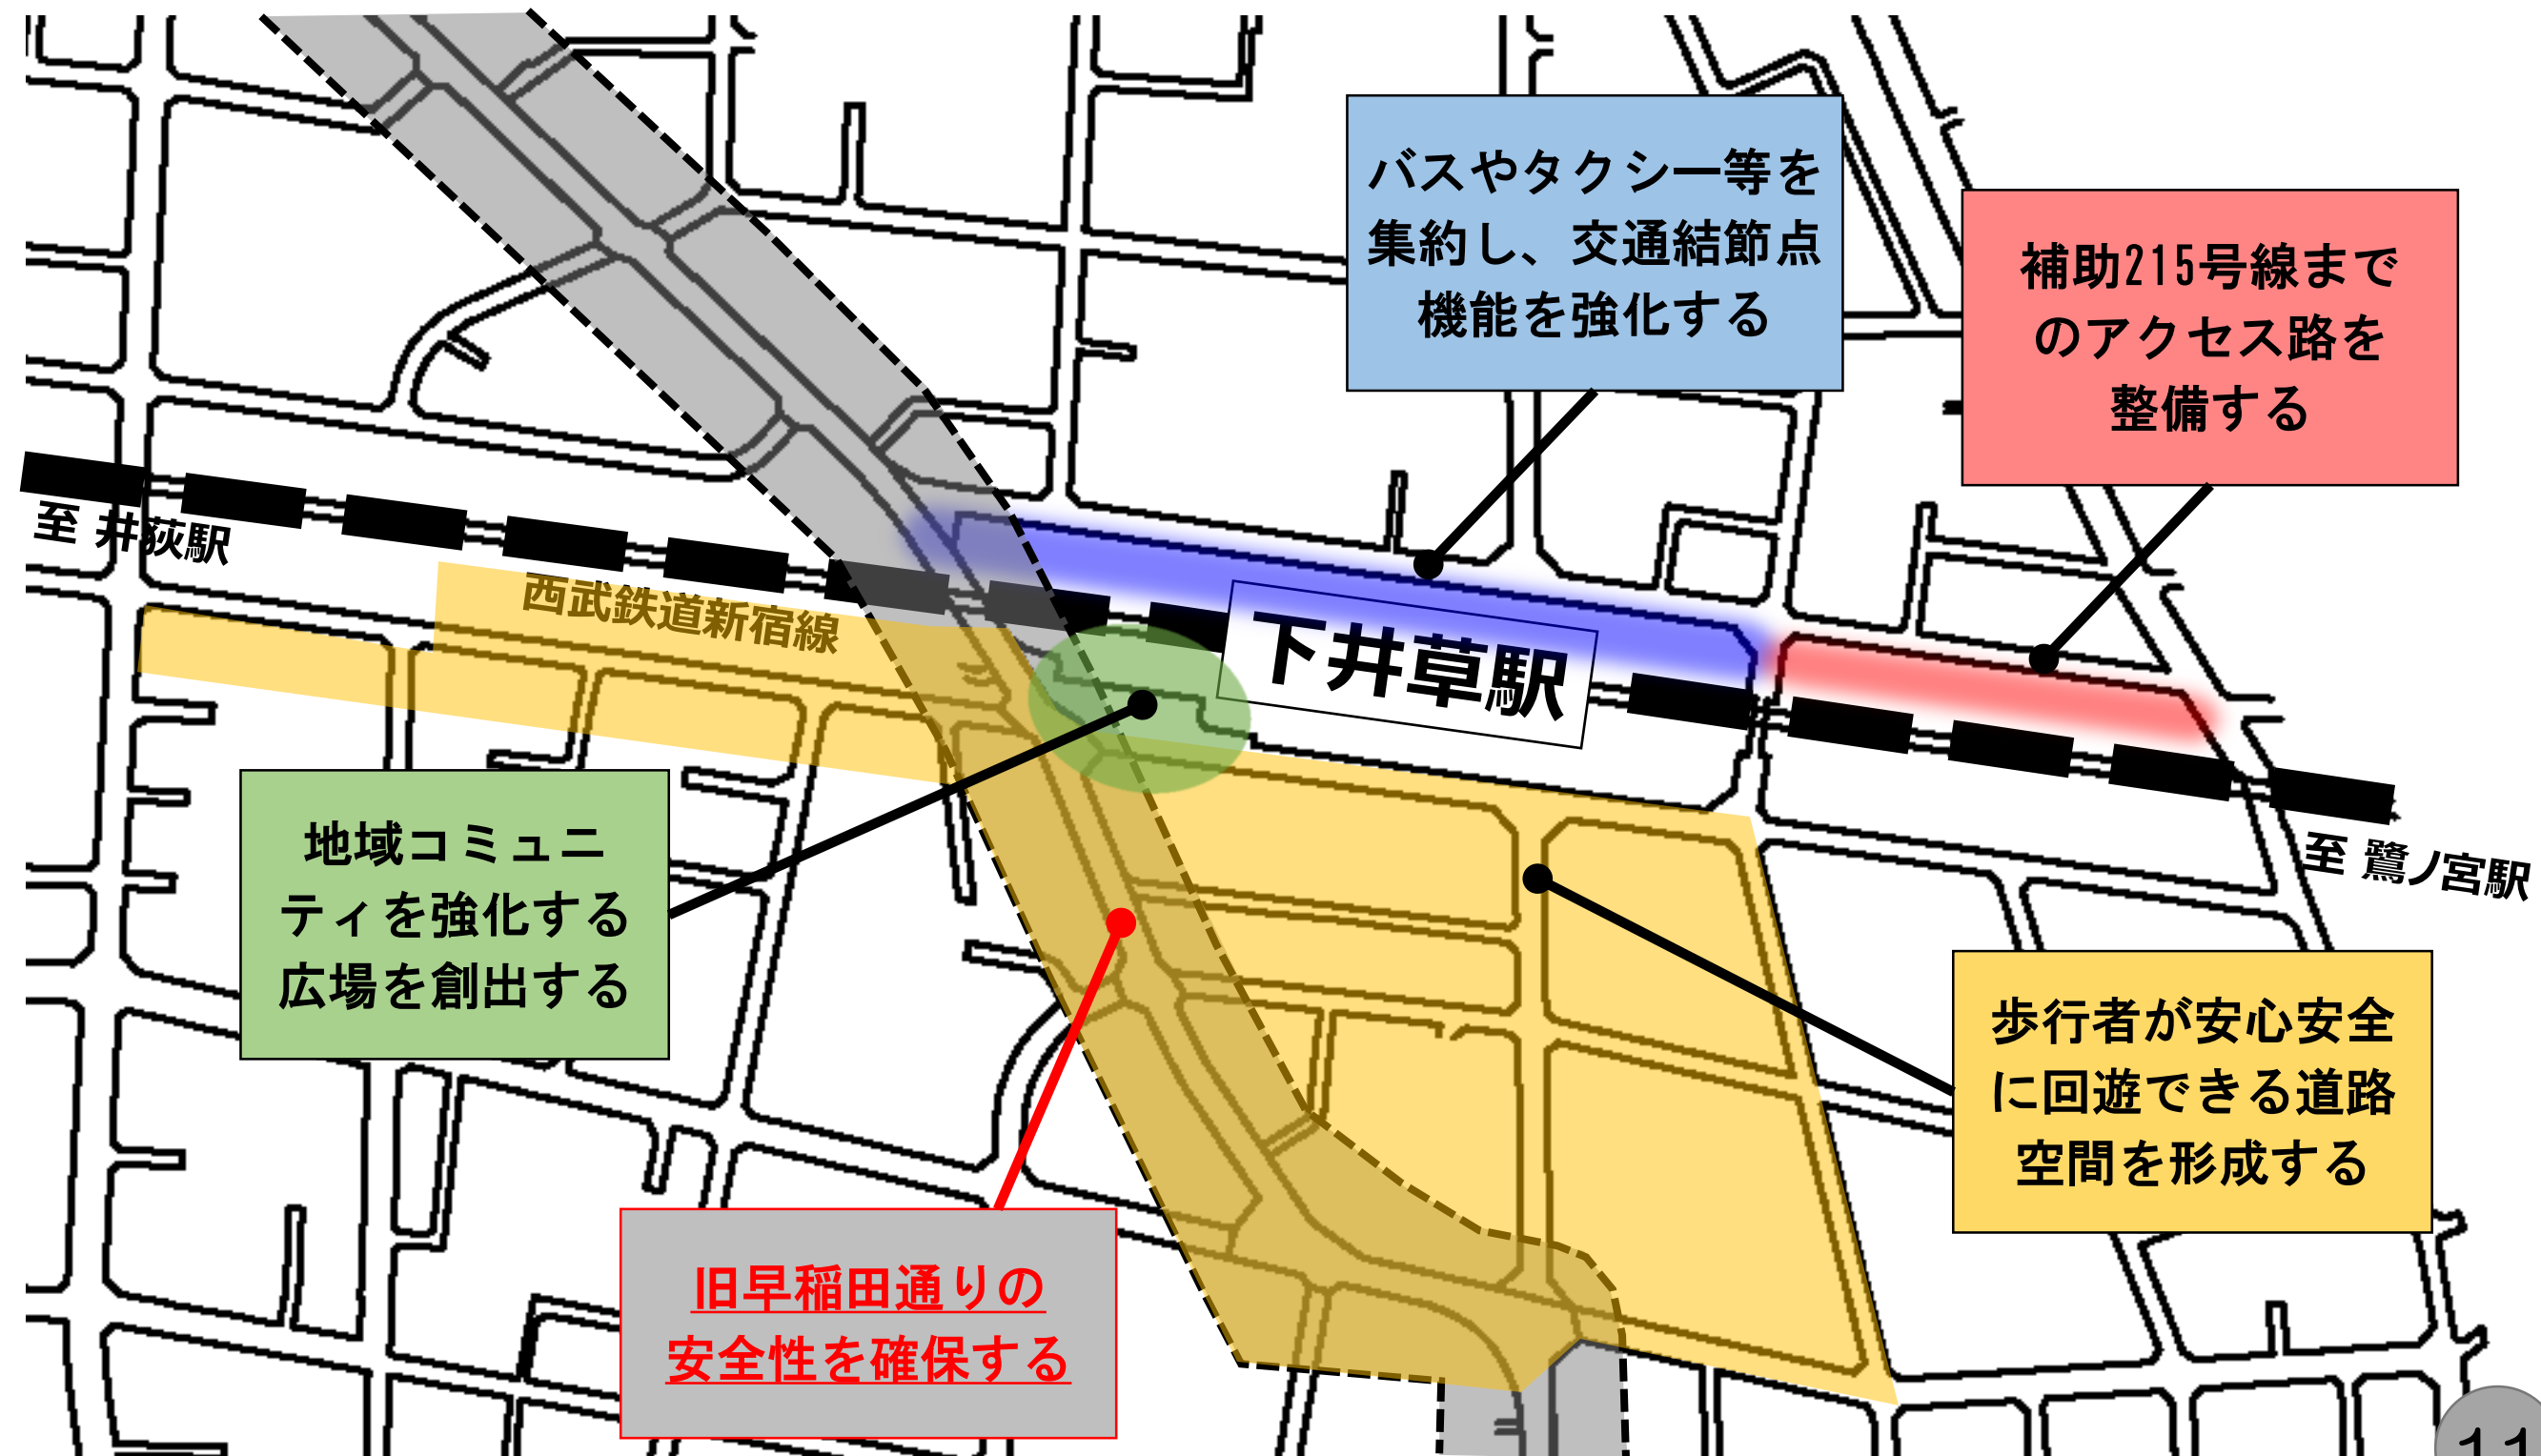 バスやタクシー等を
集約し、交通結節点
機能を強化する
補助215号線まで
のアクセス路を
整備する
至 井荻駅
西武鉄道新宿線
下井草駅
地域コミュニ
ティを強化する
広場を創出する
至 鷺ノ宮駅
歩行者が安心安全
に回遊できる道路
空間を形成する
旧早稲田通りの
安全性を確保する
11